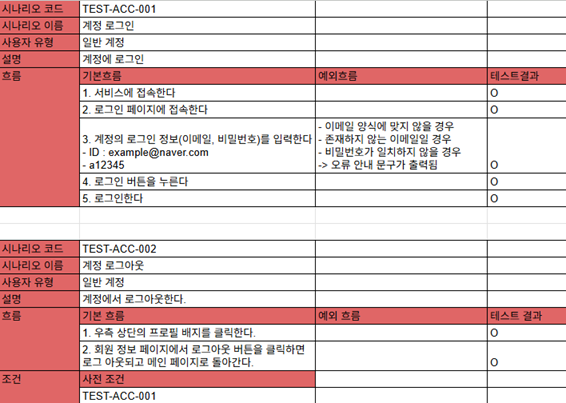 시나리오 코드 TEST-ACC-001
시나리오 이름 계정 로그인
사용자 유형 일반 계정
설명 계정에 로그인
흐름 기본흐름 예외흐름 테스트결과
1. 서비스에 접속한다 O
2. 로그인 페이지에 접속한다 O
3. 계정의 로그인 정보(이메일, 비밀번호)를 입력한다
- ID : example@naver.com
- a12345
- 이메일 양식에 맞지 않을 경우
- 존재하지 않는 이메일일 경우
- 비밀번호가 일치하지 않을 경우
-> 오류 안내 문구가 출력됨 O
4. 로그인 버튼을 누른다 O
5. 로그인한다 O
시나리오 코드 TEST-ACC-002
시나리오 이름 계정 로그아웃
사용자 유형 일반 계정
설명 계정에서 로그아웃한다.
흐름 기본 흐름 예외 흐름 테스트 결과
1. 우측 상단의 프로필 배지를 클릭한다. O
2. 회원 정보 페이지에서 로그아웃 버튼을 클릭하면
로그 아웃되고 메인 페이지로 돌아간다. O
조건 사전 조건
TEST-ACC-001